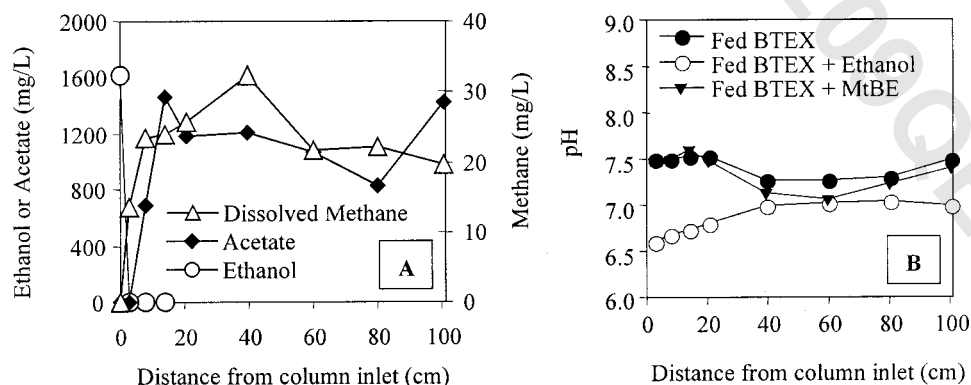 2000
1600
1200
800
400
0
Ethanol or Acetate (mg/L)
40
30
20
10
0
Methane (mg/L)
Dissolved Methane
Acetate
Ethanol
A
0 20 40 60 80 100
Distance from column inlet (cm)
9.0
8.5
8.0
7.5
7.0
6.5
6.0
pH
Fed BTEX
Fed BTEX + Ethanol
Fed BTEX + MtBE
B
0 20 40 60 80 100
Distance from column inlet (cm)